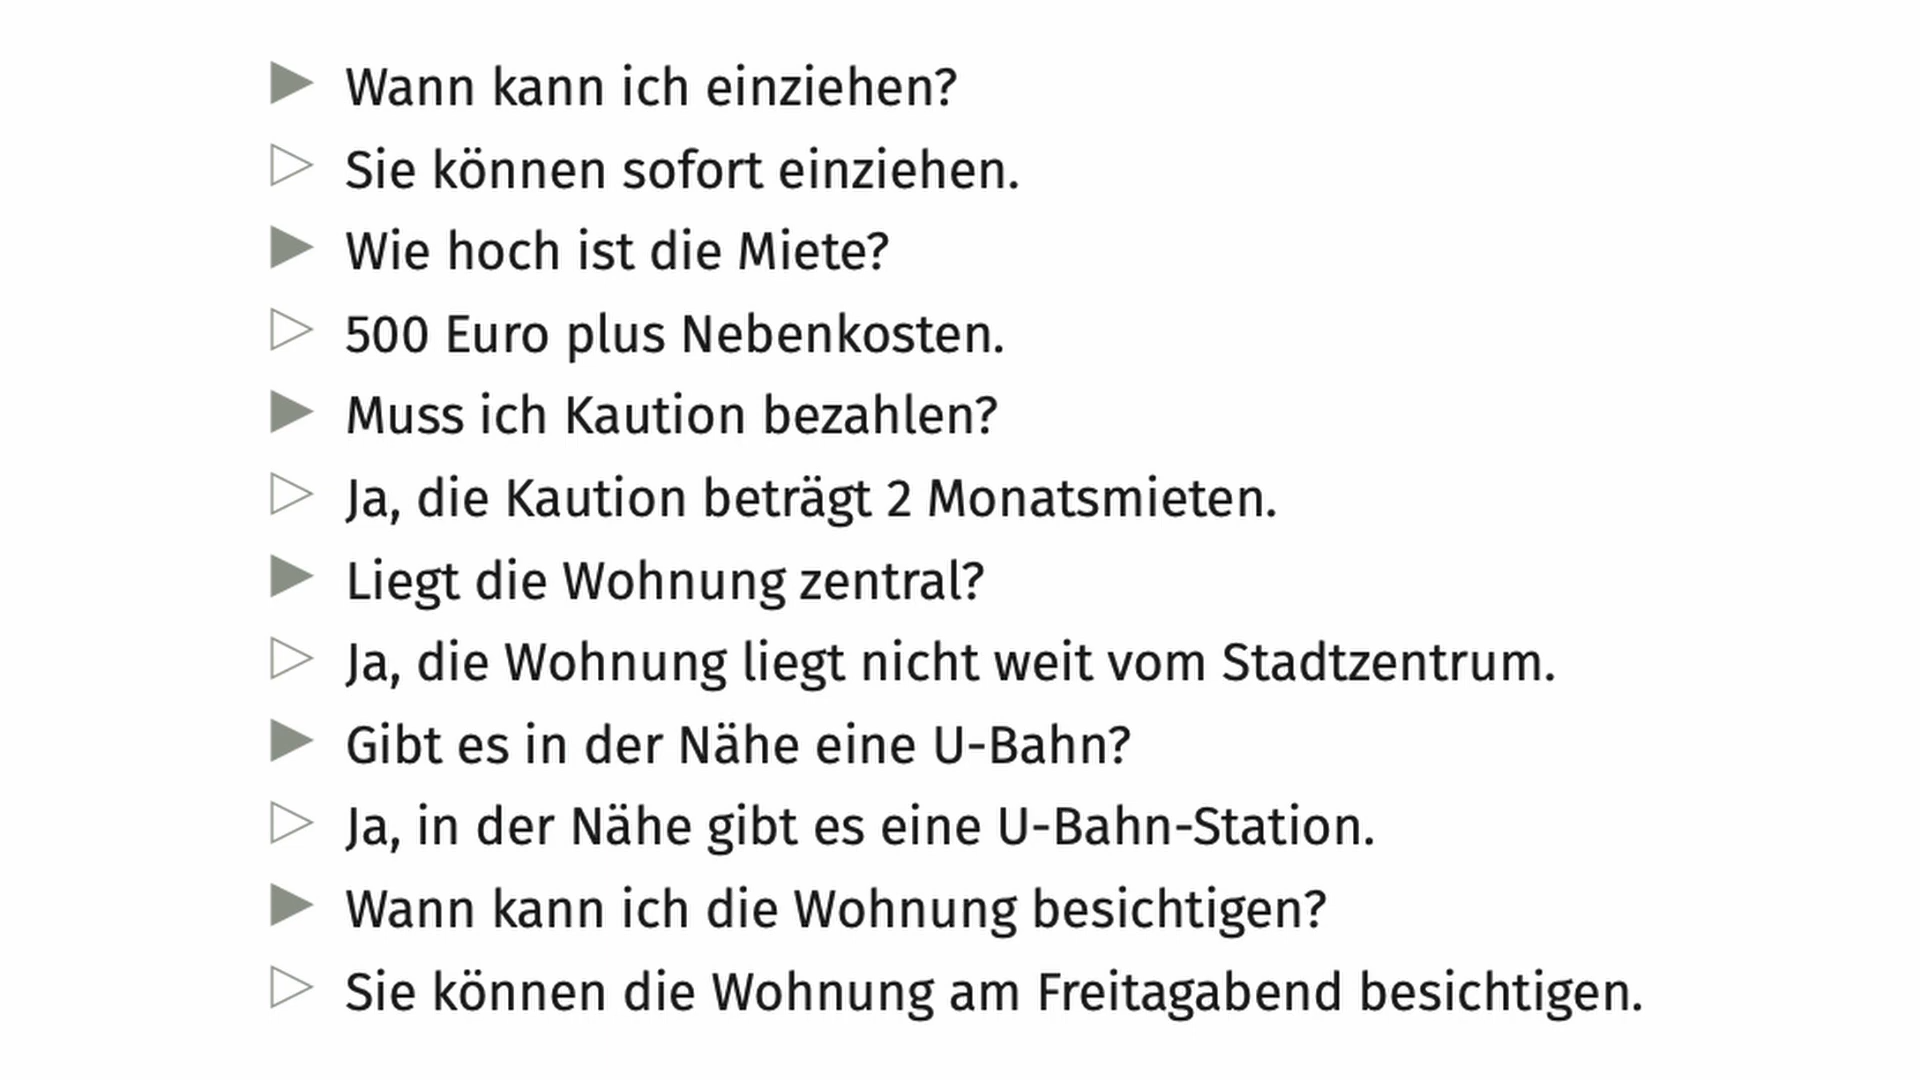 Wann kann ich einziehen?
Sie können sofort einziehen.
Wie hoch ist die Miete?
500 Euro plus Nebenkosten.
Muss ich Kaution bezahlen?
Ja, die Kaution beträgt 2 Monatsmieten.
Liegt die Wohnung zentral?
Ja, die Wohnung liegt nicht weit vom Stadtzentrum.
Gibt es in der Nähe eine U-Bahn?
Ja, in der Nähe gibt es eine U-Bahn-Station.
Wann kann ich die Wohnung besichtigen?
Sie können die Wohnung am Freitagabend besichtigen.